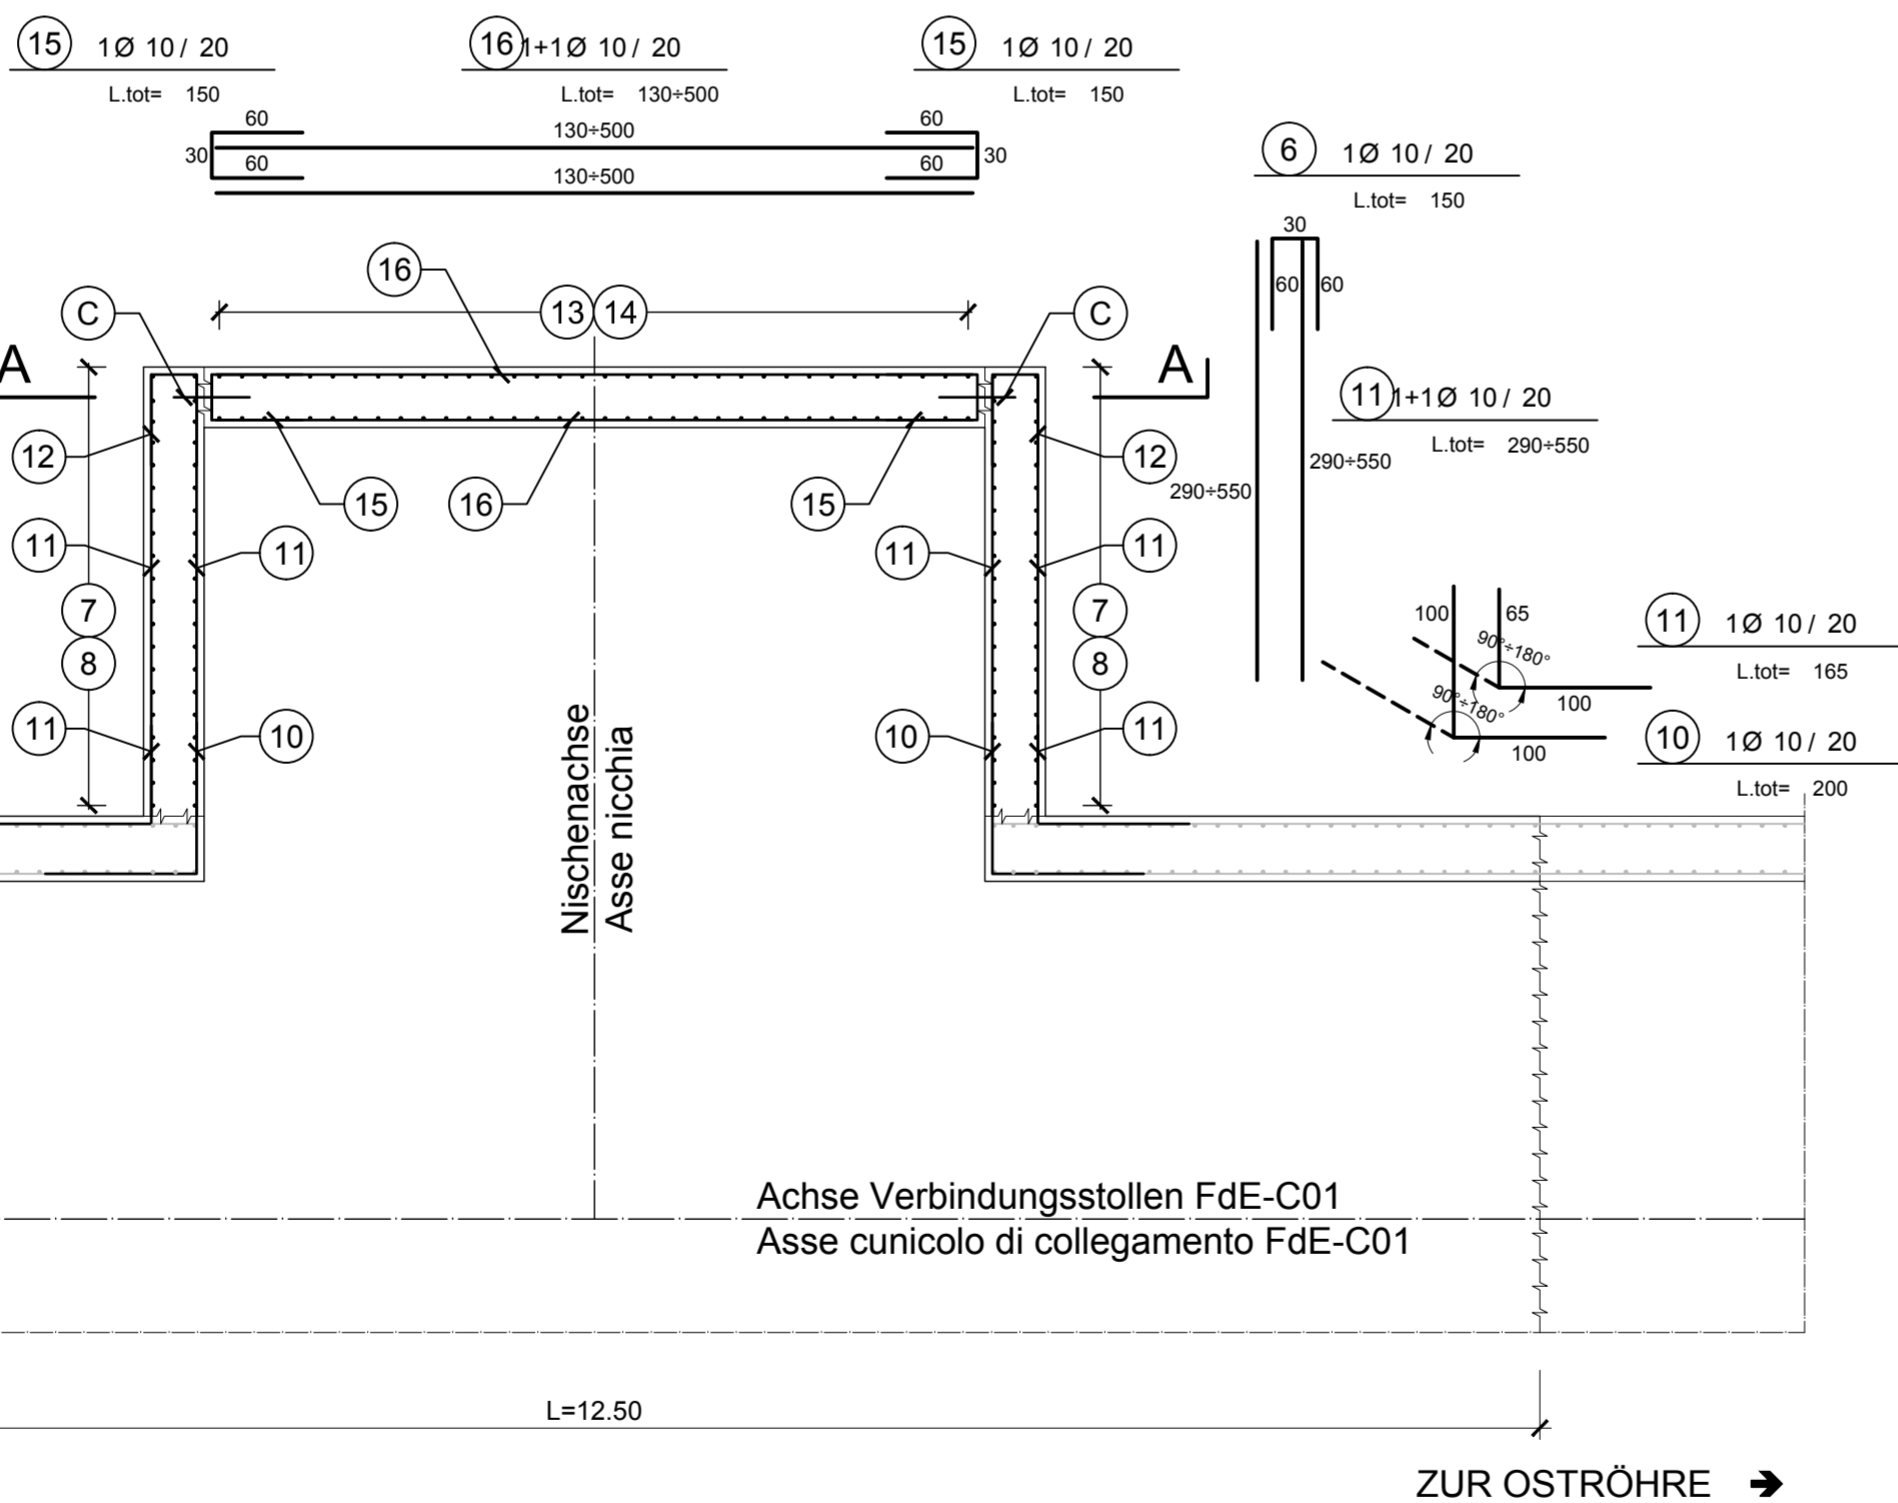 15 1Ø 10 / 20
L.tot= 150
16 1+1Ø 10 / 20
L.tot= 130÷500
15 1Ø 10 / 20
L.tot= 150
60
130÷500
60
30
60
130÷500
60
30
6 1Ø 10 / 20
L.tot= 150
30
60
60
16
C
13 14
C
A
A
11 1+1Ø 10 / 20
L.tot= 290÷550
290÷550
290÷550
12
15
16
15
12
11
11
11
11
7
8
7
8
11
10
10
11
100
65
90°÷180°
90°÷180°
100
100
11 1Ø 10 / 20
L.tot= 165
10 1Ø 10 / 20
L.tot= 200
Nischenachse
Asse nicchia
Achse Verbindungsstollen FdE-C01
Asse cunicolo di collegamento FdE-C01
L=12.50
ZUR OSTRÖHRE